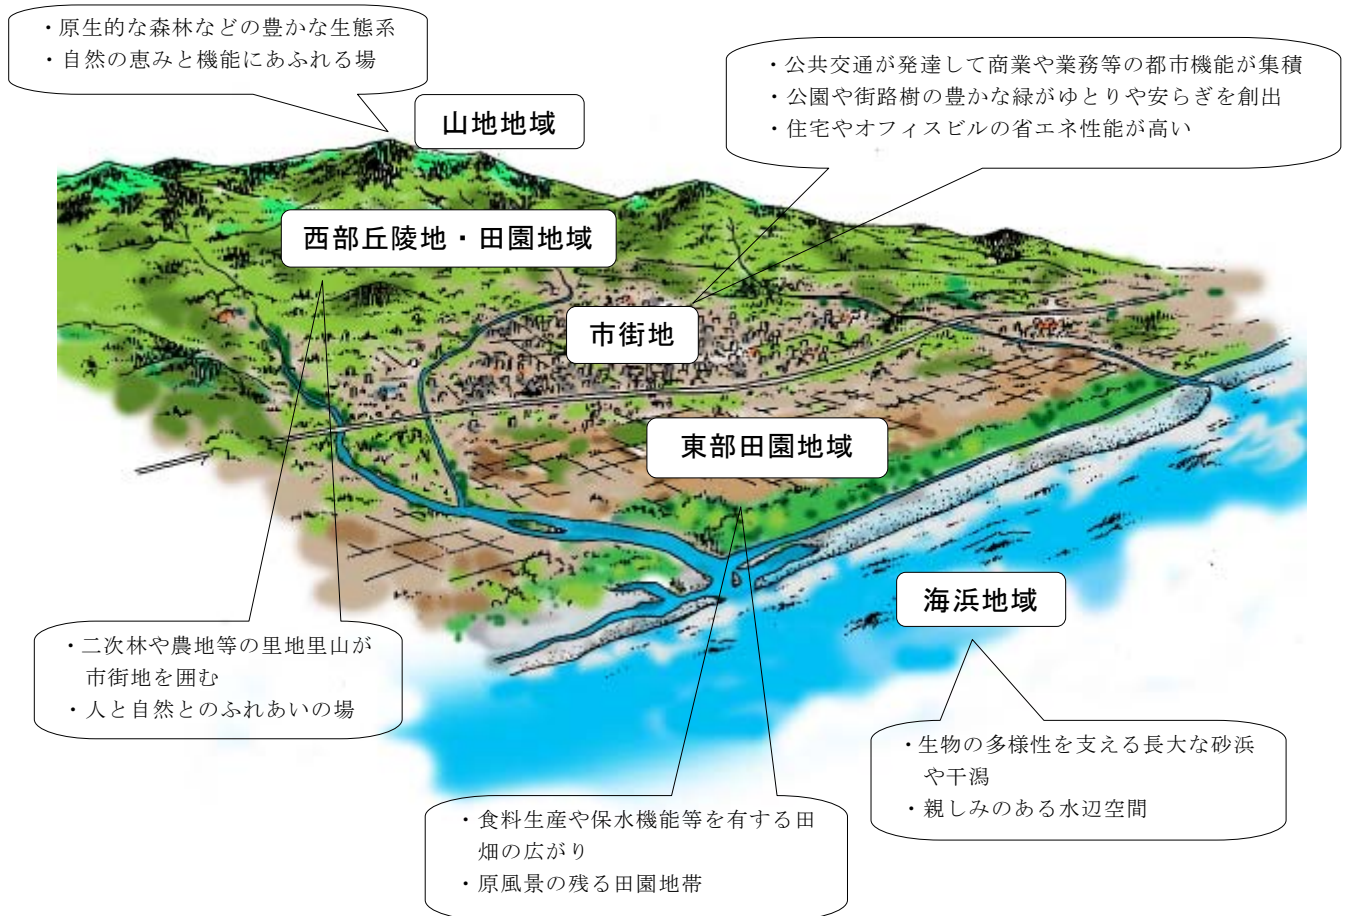 ・原生的な森林などの豊かな生態系
・自然の恵みと機能にあふれる場
山地地域
・公共交通が発達して商業や業務等の都市機能が集積
・公園や街路樹の豊かな緑がゆとりや安らぎを創出
・住宅やオフィスビルの省エネ性能が高い
西部丘陵地・田園地域
市街地
東部田園地域
海浜地域
・二次林や農地等の里地里山が
市街地を囲む
・人と自然とのふれあいの場
・生物の多様性を支える長大な砂浜
や干潟
・親しみのある水辺空間
・食料生産や保水機能等を有する田
畑の広がり
・原風景の残る田園地帯